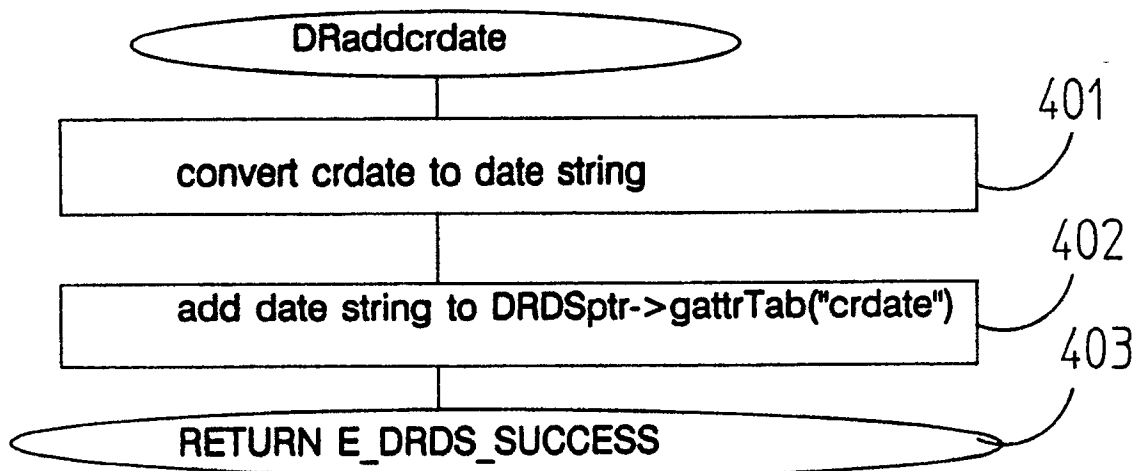 DRaddcrdate
401
convert crdate to date string
402
add date string to DRDSptr->gattrTab("crdate")
403
RETURN E_DRDS_SUCCESS